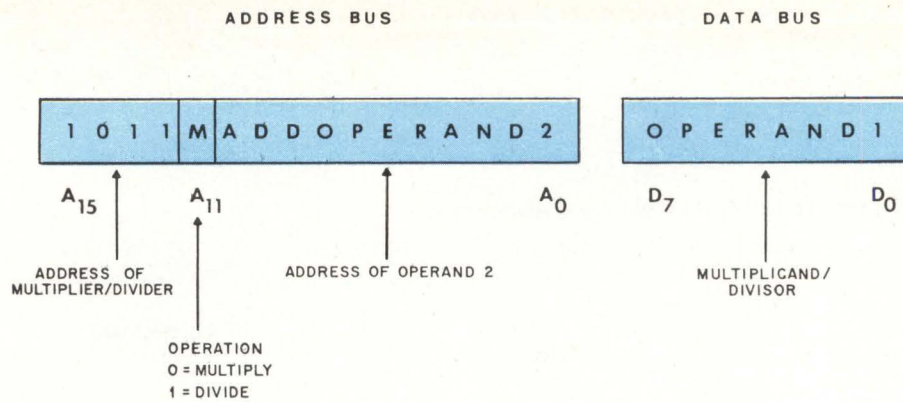 ADDRESS BUS
DATA BUS
1 0 1 1 M A D D O P E R A N D 2
O P E R A N D 1
A15
A11
A0
D7
D0
ADDRESS OF
MULTIPLIER/DIVIDER
ADDRESS OF OPERAND 2
MULTIPLICAND/
DIVISOR
OPERATION
0 = MULTIPLY
1 = DIVIDE